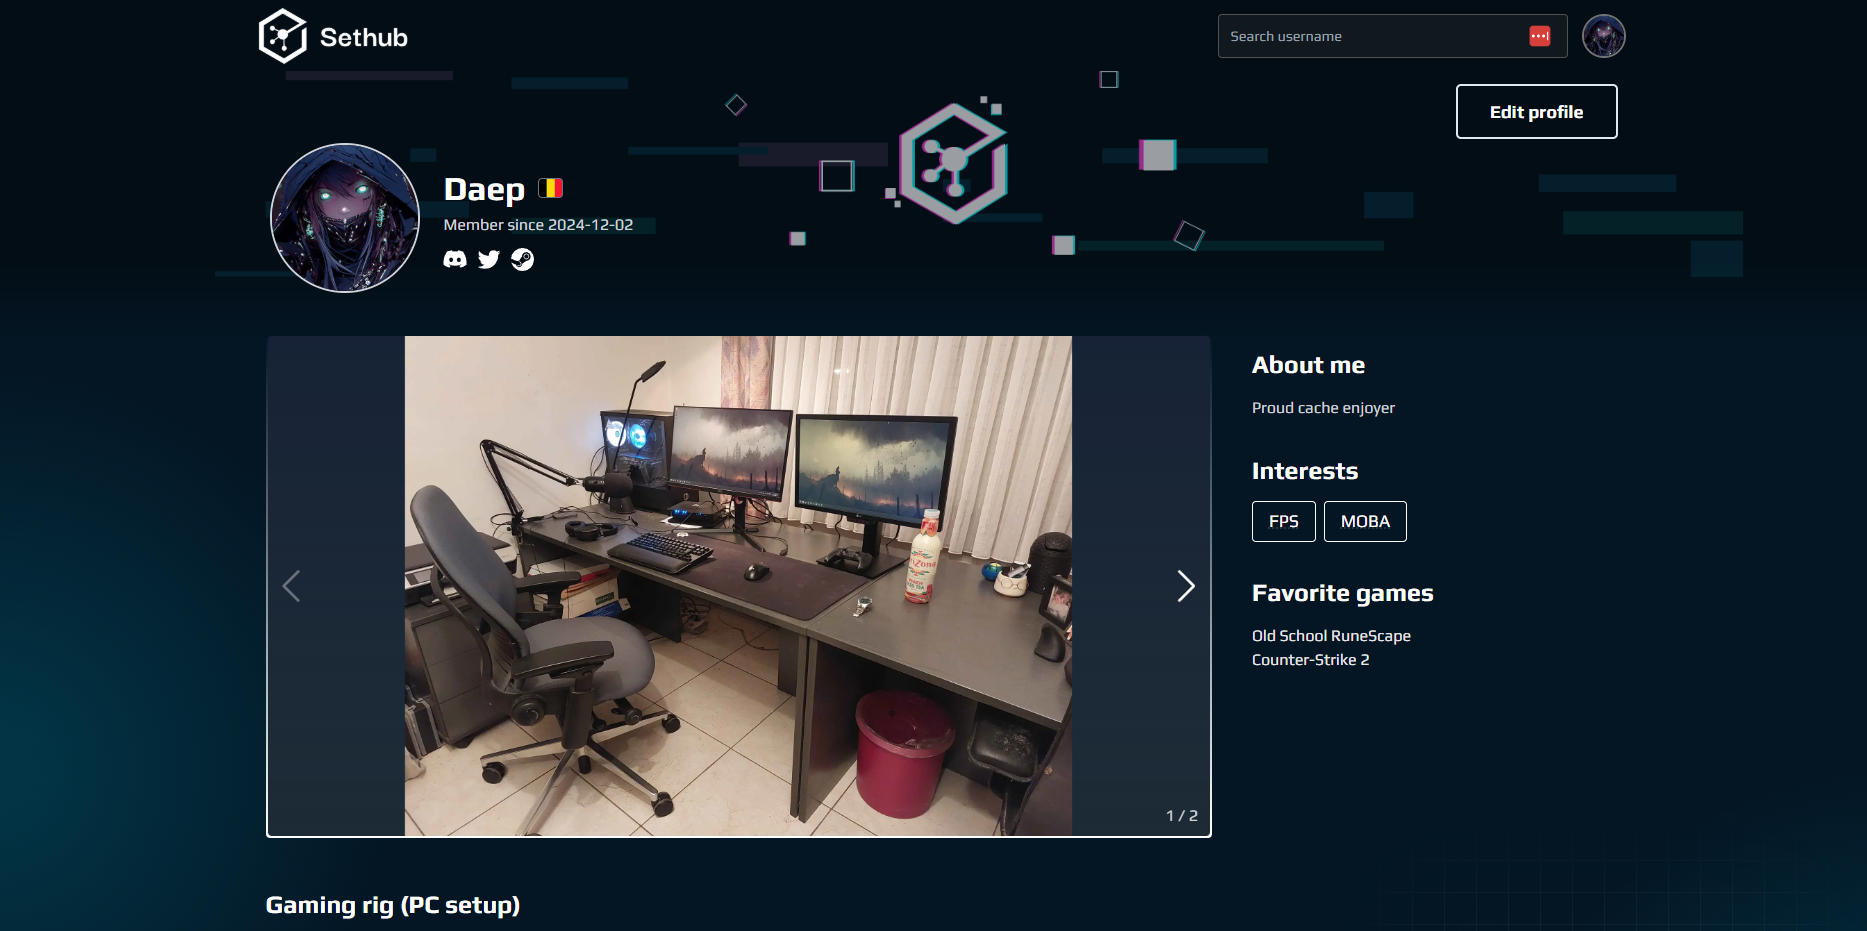 Sethub
Search username
Edit profile
Daep
Member since 2024-12-02
About me
Proud cache enjoyer
Interests
FPS
MOBA
Favorite games
Old School RuneScape
Counter-Strike 2
AriZona
1 / 2
Gaming rig (PC setup)